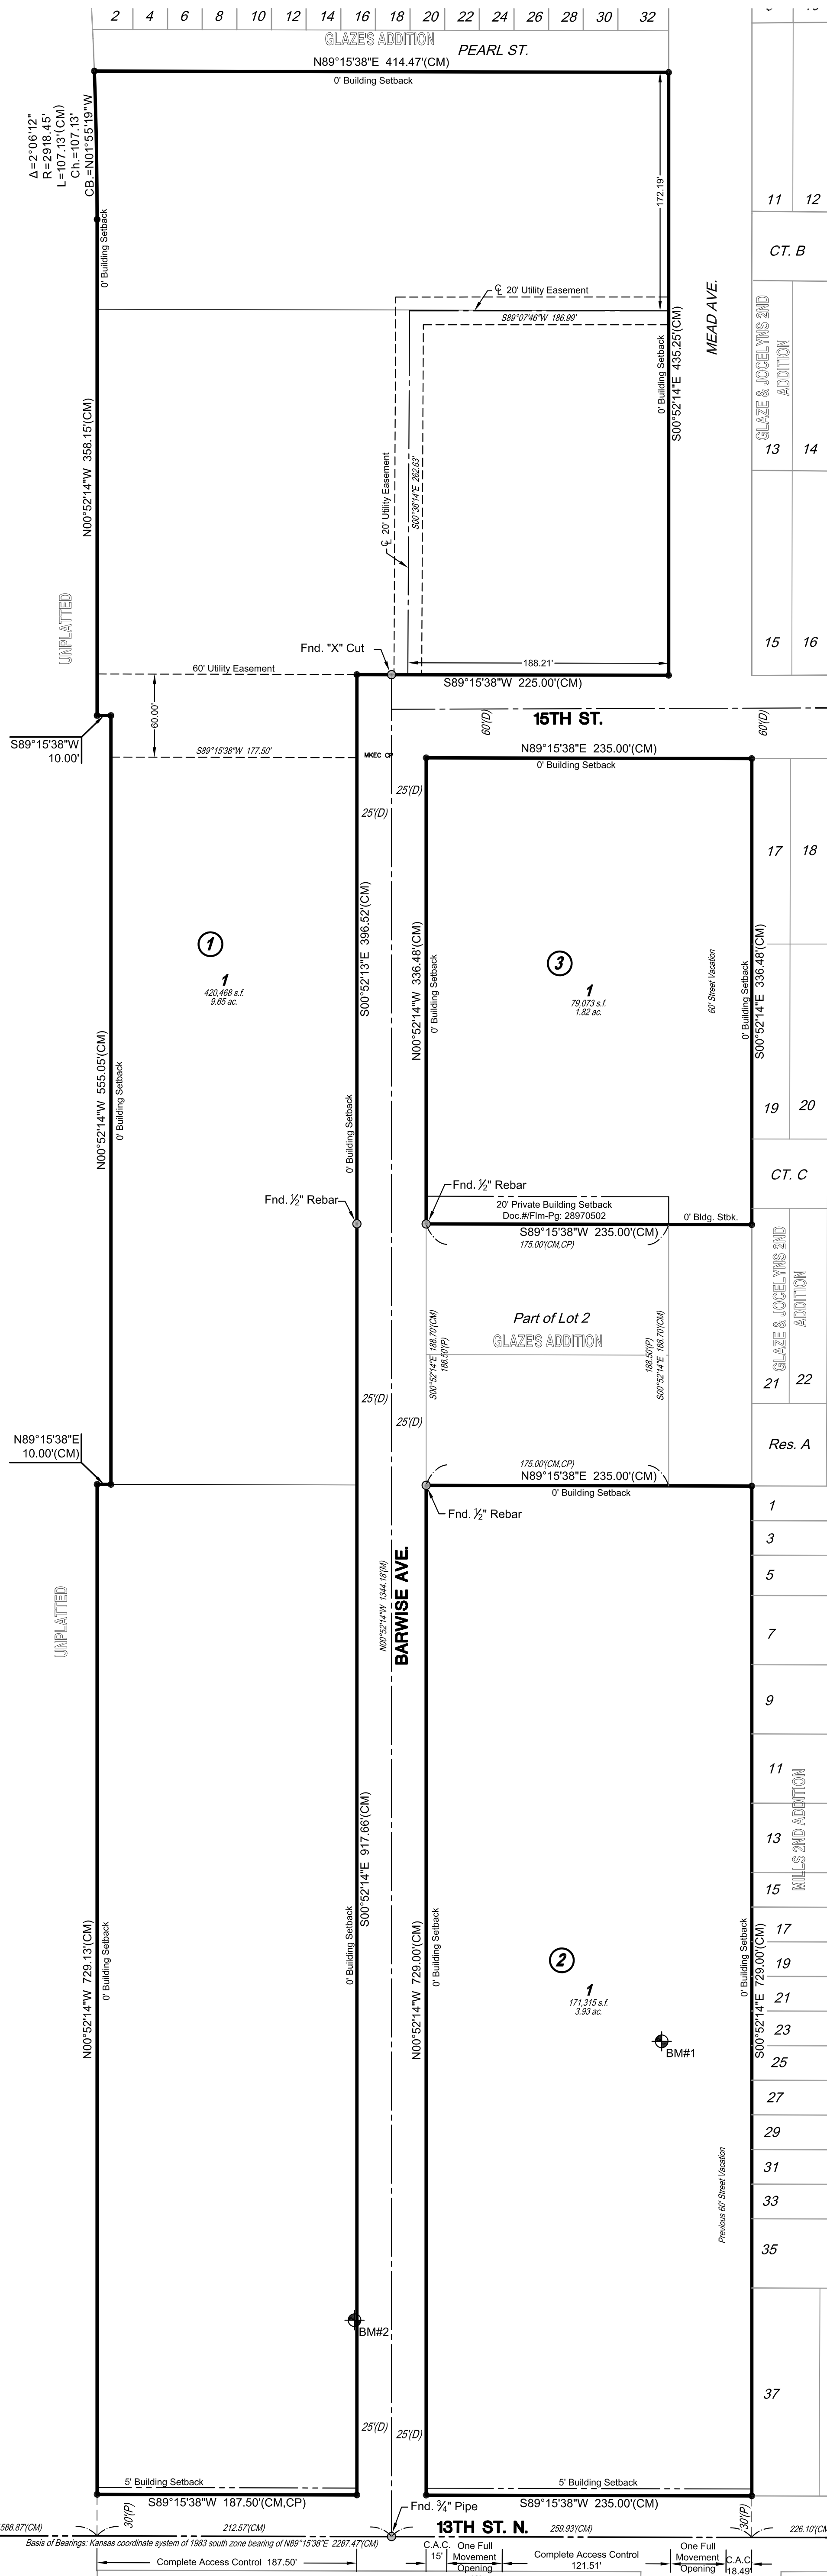 2 4 6 8 10 12 14 16 18 20 22 24 26 28 30 32
GLAZE'S ADDITION
PEARL ST.
N89°15'38"E 414.47'(CM)
0' Building Setback
Δ=2°06'12"
R=2918.45'
L=107.13'(CM)
Ch.=107.13'
CB.=N01°55'19"W
0' Building Setback
172.19'
11 12
CT. B
MEAD AVE.
GLAZE & JOCELYNS 2ND
ADDITION
13 14
15 16
℄ 20' Utility Easement
S89°07'46"W 186.99'
0' Building Setback
S00°52'14"E 435.25'(CM)
N00°52'14"W 358.15'(CM)
℄ 20' Utility Easement
S00°36'14"E 262.63'
UNPLATTED
Fnd. "X" Cut
60' Utility Easement
188.21'
S89°15'38"W 225.00'(CM)
60.00'
15TH ST.
60'(D)
60'(D)
S89°15'38"W
10.00'
S89°15'38"W 177.50'
MKEC CP
N89°15'38"E 235.00'(CM)
0' Building Setback
25'(D)
25'(D)
17 18
1
1
420,468 s.f.
9.65 ac.
S00°52'13"E 396.52'(CM)
N00°52'14"W 336.48'(CM)
0' Building Setback
3
1
79,073 s.f.
1.82 ac.
60' Street Vacation
0' Building Setback
S00°52'14"E 336.48'(CM)
N00°52'14"W 555.05'(CM)
0' Building Setback
0' Building Setback
19 20
CT. C
Fnd. ½" Rebar
Fnd. ½" Rebar
20' Private Building Setback
Doc.#/Flm-Pg: 28970502
0' Bldg. Stbk.
S89°15'38"W 235.00'(CM)
175.00'(CM,CP)
Part of Lot 2
GLAZE'S ADDITION
S00°52'14"E 188.70'(CM)
188.50'(P)
188.50'(P)
S00°52'14"E 188.70'(CM)
GLAZE & JOCELYNS 2ND
ADDITION
21 22
25'(D)
25'(D)
N89°15'38"E
10.00'(CM)
Res. A
175.00'(CM,CP)
N89°15'38"E 235.00'(CM)
0' Building Setback
Fnd. ½" Rebar
1
3
5
7
9
11
13
15
17
19
21
23
25
27
29
31
33
35
37
MILLS 2ND ADDITION
UNPLATTED
N00°52'14"W 1344.18'(M)
BARWISE AVE.
S00°52'14"E 917.66'(CM)
N00°52'14"W 729.13'(CM)
0' Building Setback
0' Building Setback
N00°52'14"W 729.00'(CM)
0' Building Setback
2
1
171,315 s.f.
3.93 ac.
BM#1
0' Building Setback
S00°52'14"E 729.00'(CM)
Previous 60' Street Vacation
BM#2
25'(D)
25'(D)
5' Building Setback
S89°15'38"W 187.50'(CM,CP)
5' Building Setback
S89°15'38"W 235.00'(CM)
30'(P)
30'(P)
Fnd. ¾" Pipe
13TH ST. N.
588.87'(CM)
212.57'(CM)
259.93'(CM)
226.10'(CM)
Basis of Bearings: Kansas coordinate system of 1983 south zone bearing of N89°15'38"E 2287.47'(CM)
Complete Access Control 187.50'
C.A.C.
15'
One Full
Movement
Opening
Complete Access Control
121.51'
One Full
Movement
Opening
C.A.C.
18.49'